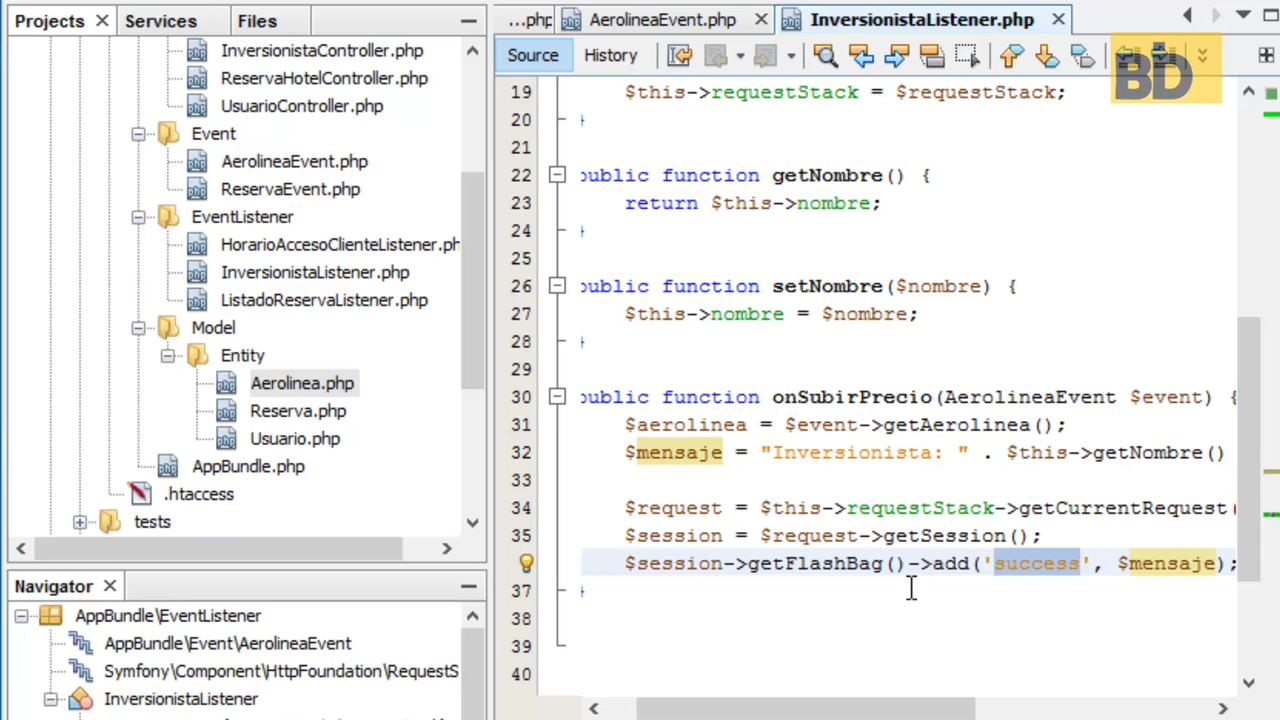 Projects
Services
Files
InversionistaController.php
ReservaHotelController.php
UsuarioController.php
Event
AerolineaEvent.php
ReservaEvent.php
EventListener
HorarioAccesoClienteListener.ph
InversionistaListener.php
ListadoReservaListener.php
Model
Entity
Aerolinea.php
Reserva.php
Usuario.php
AppBundle.php
.htaccess
tests
Navigator
AppBundle\EventListener
AppBundle\Event\AerolineaEvent
Symfony\Component\HttpFoundation\RequestS
InversionistaListener
...php
AerolineaEvent.php
InversionistaListener.php
Source
History
BD
19 $this->requestStack = $requestStack;
20 }
21
22 public function getNombre() {
23 return $this->nombre;
24 }
25
26 public function setNombre($nombre) {
27 $this->nombre = $nombre;
28 }
29
30 public function onSubirPrecio(AerolineaEvent $event) {
31 $aerolinea = $event->getAerolinea();
32 $mensaje = "Inversionista: " . $this->getNombre()
33
34 $request = $this->requestStack->getCurrentRequest(
35 $session = $request->getSession();
36 $session->getFlashBag()->add('success', $mensaje);
37 }
38
39
40